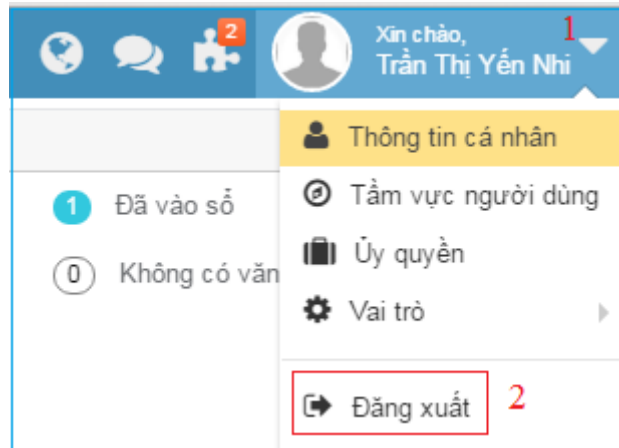 2
Xin chào,
1
Trần Thị Yến Nhi
Thông tin cá nhân
1 Đã vào sổ
Tầm vực người dùng
0 Không có văn
Ủy quyền
Vai trò
Đăng xuất 2